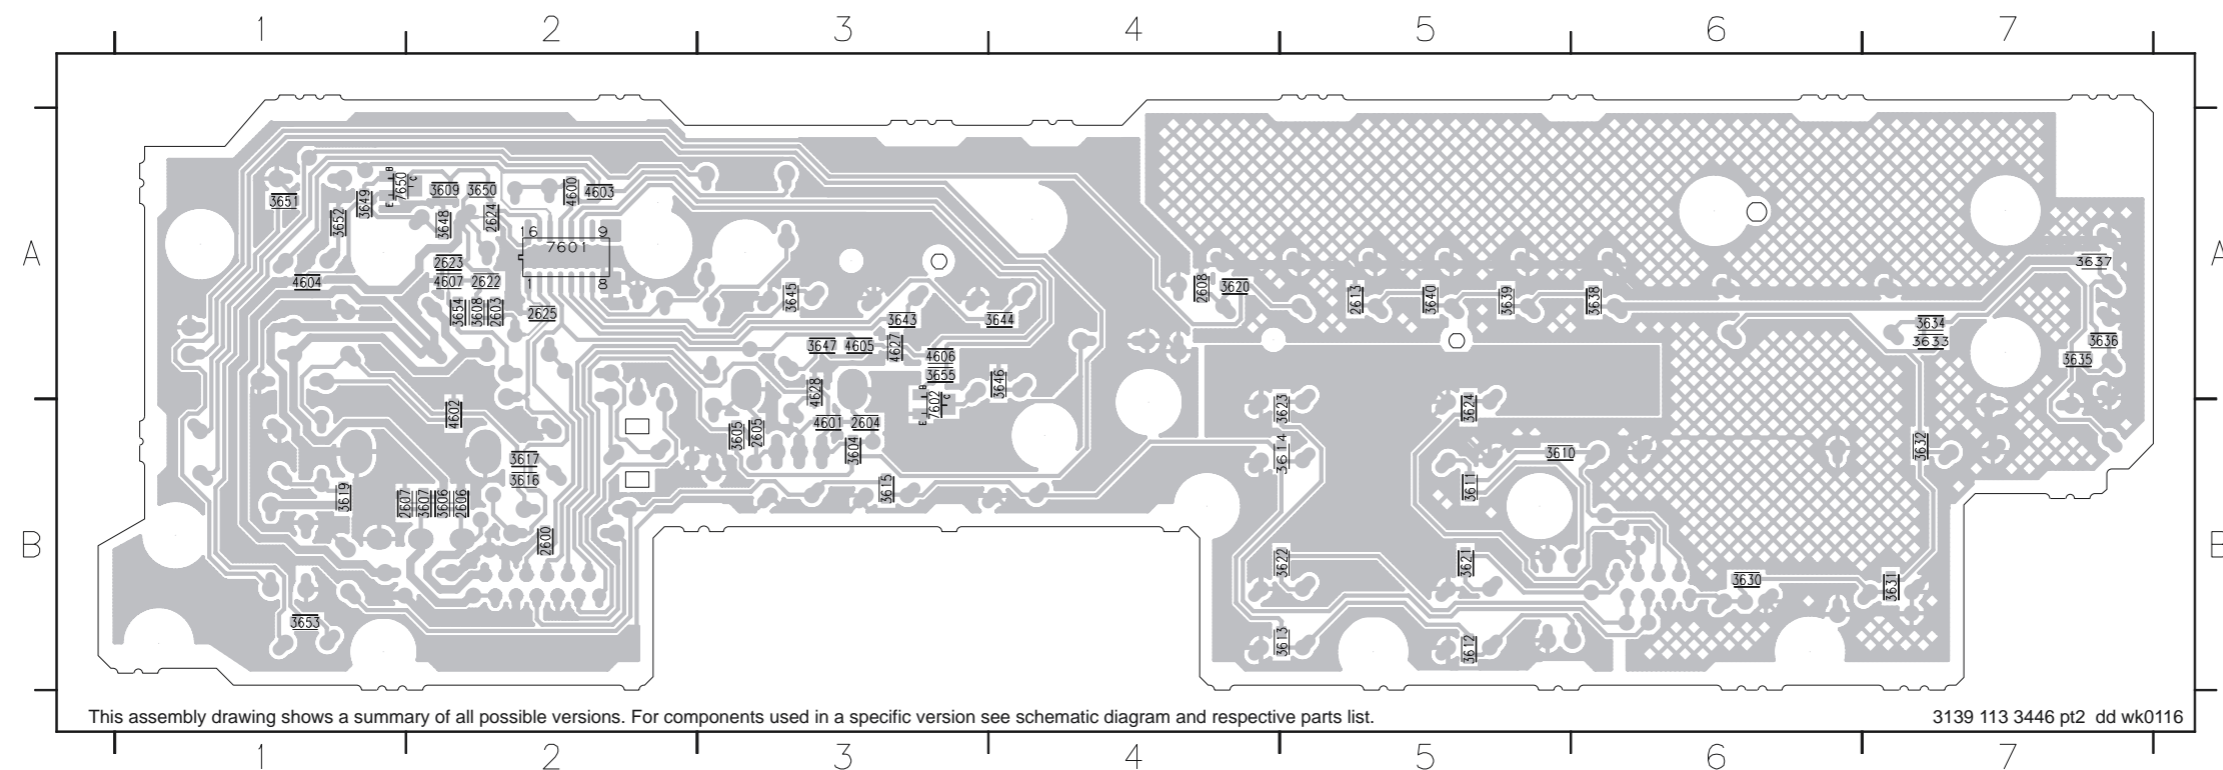 1 2 3 4 5 6 7
3651 3652 3649 E B C 7650 3609 3650 4600 4603
3648 2624
A 16 9 A
7601
2623 3637
4604 4607 2622 1 8 2608 3620
3654 3608 2603 2625 3645 2613 3640 3639 3638
3643 3644 3634
3647 4605 4627 4606 3633 3636
3655 3635
4628 3646
E B C 7602
4602 3623 3624
4601 2604
3605 2605 3604 3614 3610 3632
3617
3616
3619 2607 3607 3606 2606 3615 3611
B 2600 B
3622 3621
3630 3631
3653
3613 3612
This assembly drawing shows a summary of all possible versions. For components used in a specific version see schematic diagram and respective parts list. 3139 113 3446 pt2 dd wk0116
1 2 3 4 5 6 7